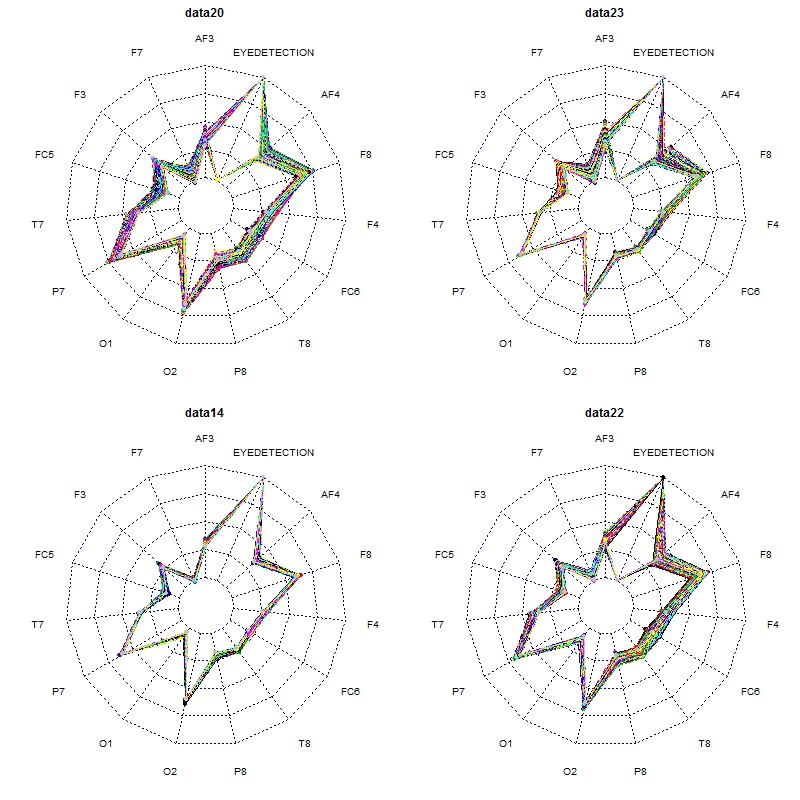 data20
AF3
F7
EYEDETECTION
F3
AF4
FC5
F8
T7
F4
P7
FC6
O1
T8
O2
P8
data23
AF3
F7
EYEDETECTION
F3
AF4
FC5
F8
T7
F4
P7
FC6
O1
T8
O2
P8
data14
AF3
F7
EYEDETECTION
F3
AF4
FC5
F8
T7
F4
P7
FC6
O1
T8
O2
P8
data22
AF3
F7
EYEDETECTION
F3
AF4
FC5
F8
T7
F4
P7
FC6
O1
T8
O2
P8